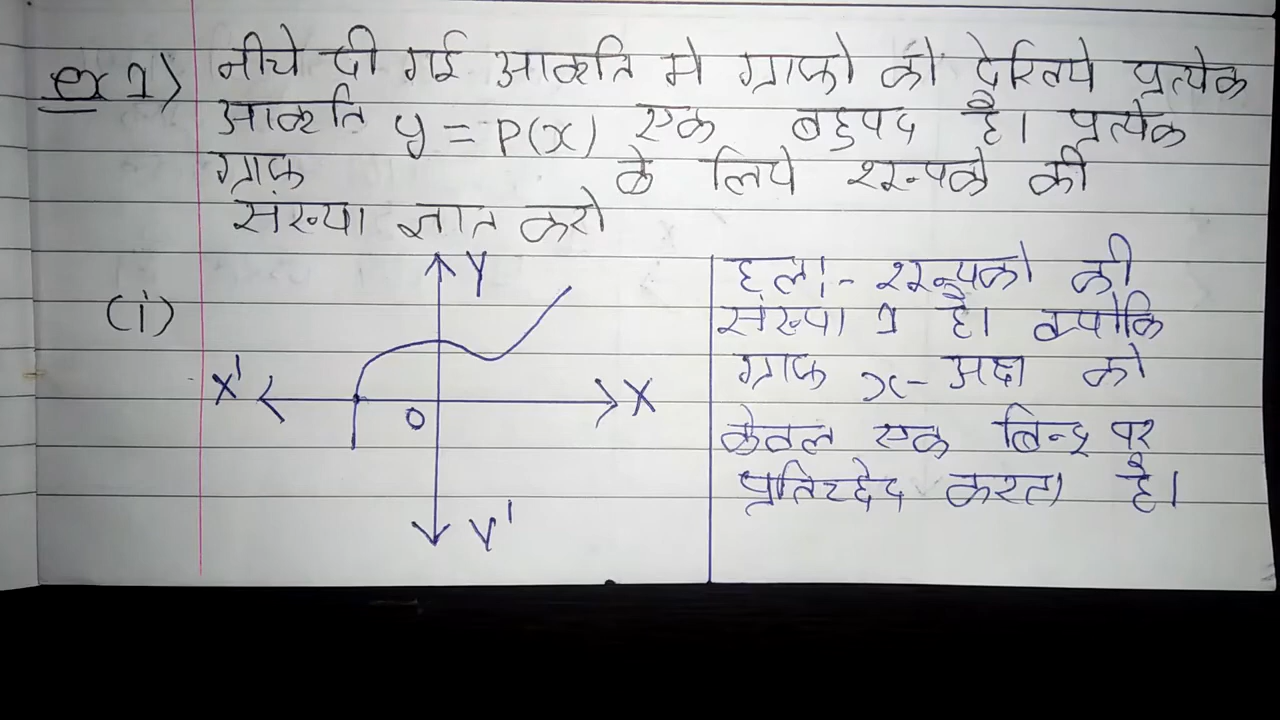 ex 1) नीचे दी गई आकृति मे ग्राफो को देखिये प्रत्येक
आकृति y = P(x) एक बहुपद है। प्रत्येक
ग्राफ के लिये शून्यको की
संख्या ज्ञात करो
(i)
Y
X'
X
O
Y'
हल:- शून्यको की
संख्या 1 है। क्योकि
ग्राफ x- अक्ष को
केवल एक बिन्दु पर
प्रतिच्छेद करता है।